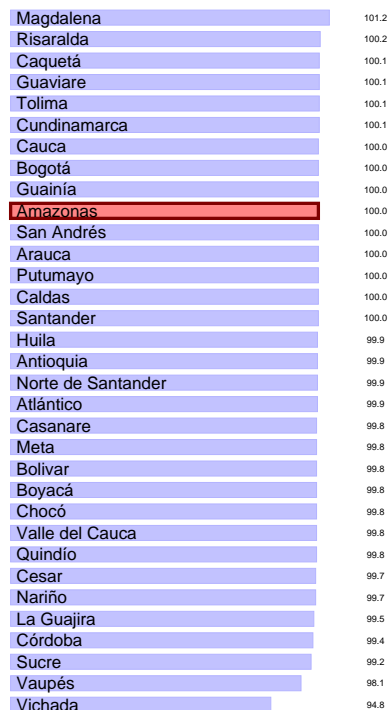 Magdalena 101.2
Risaralda 100.2
Caquetá 100.1
Guaviare 100.1
Tolima 100.1
Cundinamarca 100.1
Cauca 100.0
Bogotá 100.0
Guainía 100.0
Amazonas 100.0
San Andrés 100.0
Arauca 100.0
Putumayo 100.0
Caldas 100.0
Santander 100.0
Huila 99.9
Antioquia 99.9
Norte de Santander 99.9
Atlántico 99.9
Casanare 99.8
Meta 99.8
Bolivar 99.8
Boyacá 99.8
Chocó 99.8
Valle del Cauca 99.8
Quindío 99.8
Cesar 99.7
Nariño 99.7
La Guajira 99.5
Córdoba 99.4
Sucre 99.2
Vaupés 98.1
Vichada 94.8